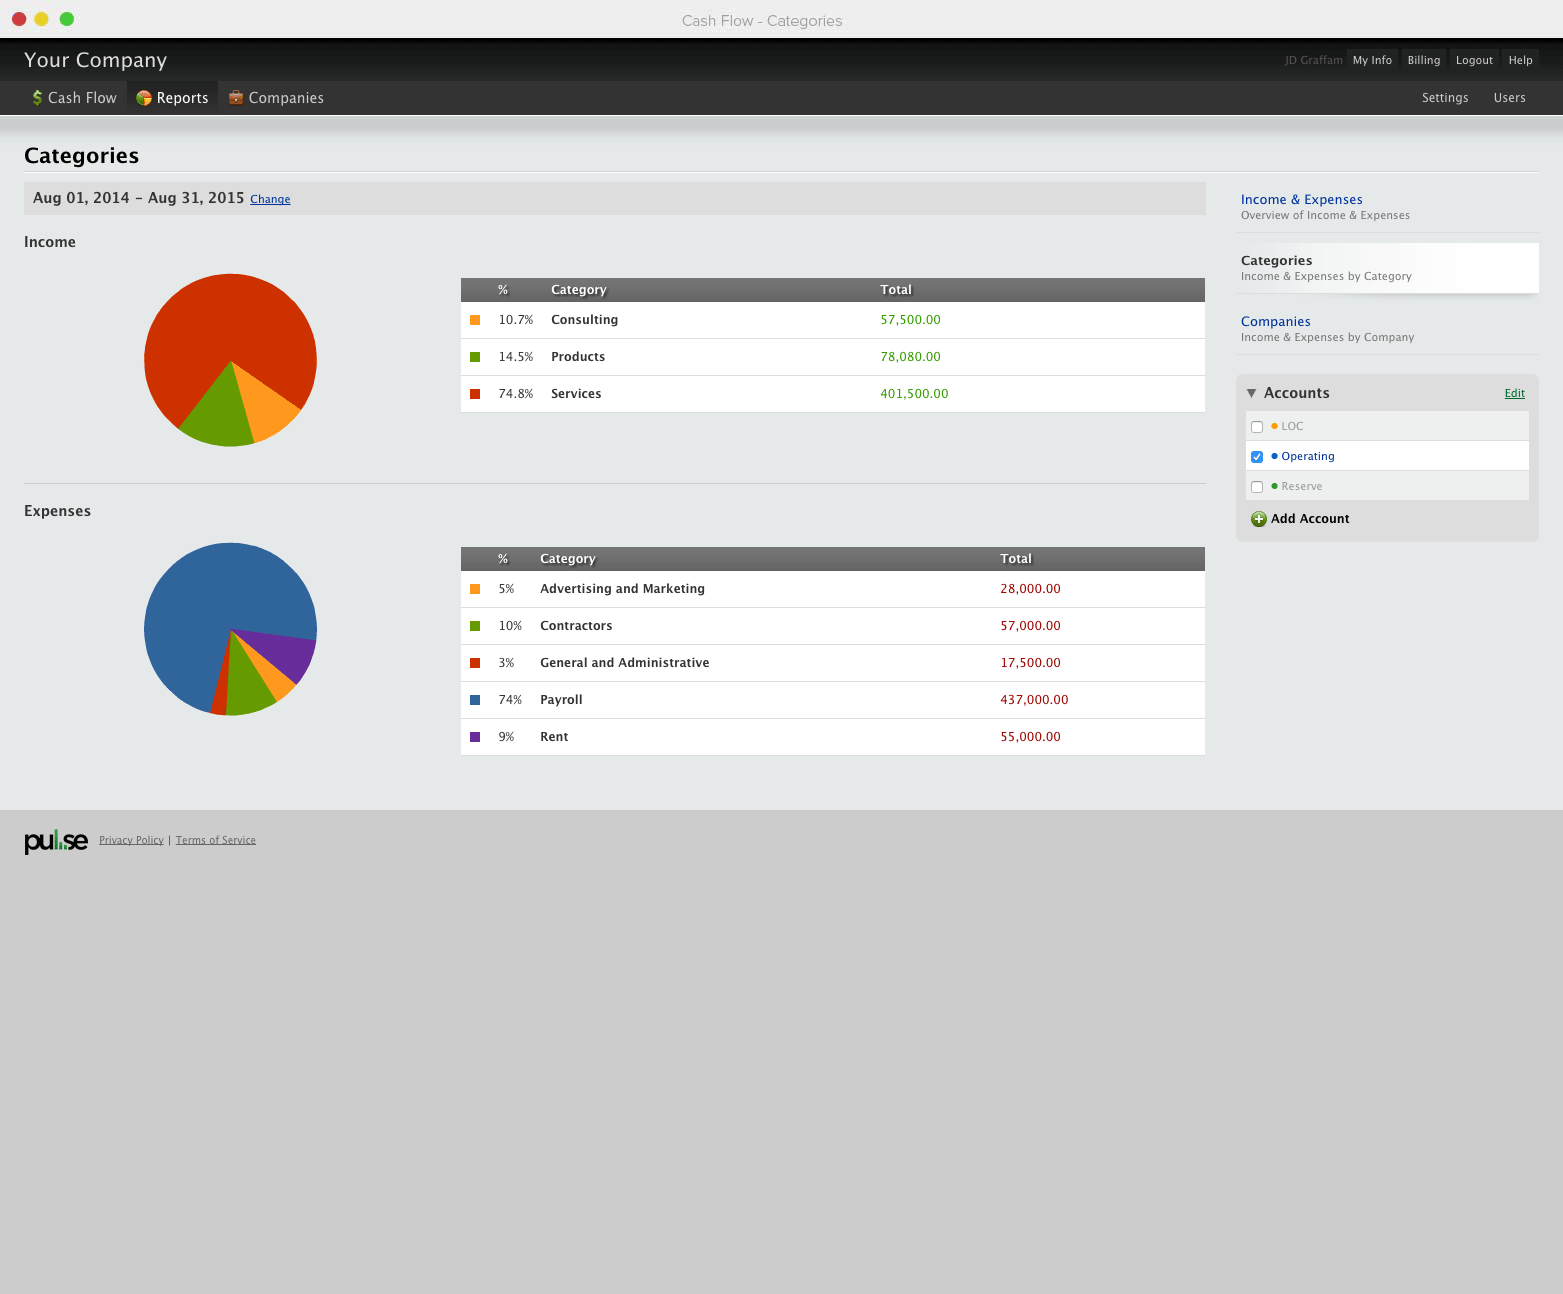 Cash Flow - Categories
Your Company
JD Graffam My Info Billing Logout Help
Cash Flow Reports Companies Settings Users
Categories
Aug 01, 2014 – Aug 31, 2015 Change
Income
% Category Total
10.7% Consulting 57,500.00
14.5% Products 78,080.00
74.8% Services 401,500.00
Expenses
% Category Total
5% Advertising and Marketing 28,000.00
10% Contractors 57,000.00
3% General and Administrative 17,500.00
74% Payroll 437,000.00
9% Rent 55,000.00
Income & Expenses
Overview of Income & Expenses
Categories
Income & Expenses by Category
Companies
Income & Expenses by Company
Accounts Edit
LOC
Operating
Reserve
Add Account
pulse Privacy Policy | Terms of Service